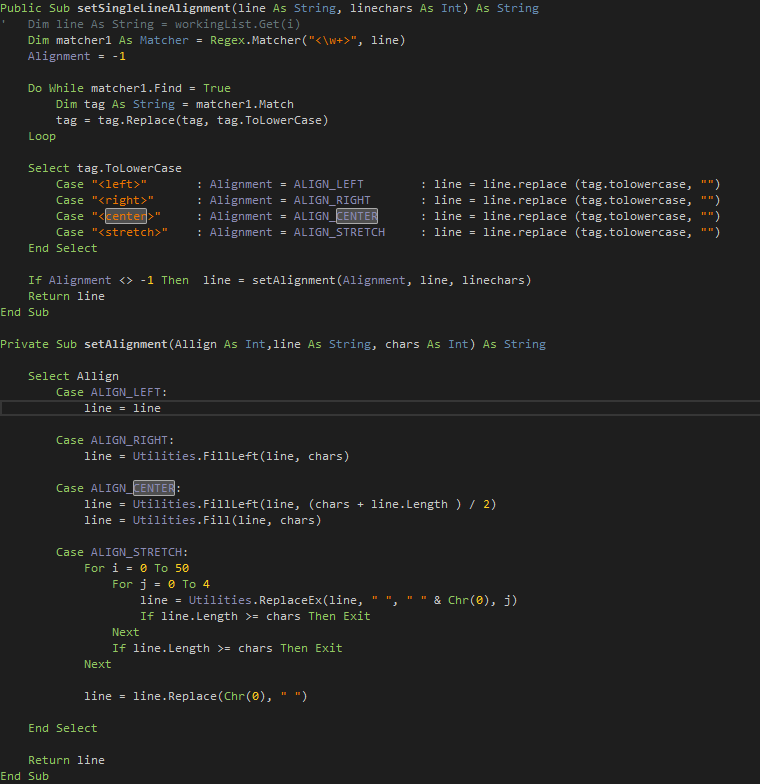 Public Sub setSingleLineAlignment(line As String, linechars As Int) As String
'   Dim line As String = workingList.Get(i)
    Dim matcher1 As Matcher = Regex.Matcher("<\w+>", line)
    Alignment = -1

    Do While matcher1.Find = True
        Dim tag As String = matcher1.Match
        tag = tag.Replace(tag, tag.ToLowerCase)
    Loop

    Select tag.ToLowerCase
        Case "<left>"       : Alignment = ALIGN_LEFT        : line = line.replace (tag.tolowercase, "")
        Case "<right>"      : Alignment = ALIGN_RIGHT       : line = line.replace (tag.tolowercase, "")
        Case "<center>"     : Alignment = ALIGN_CENTER      : line = line.replace (tag.tolowercase, "")
        Case "<stretch>"    : Alignment = ALIGN_STRETCH     : line = line.replace (tag.tolowercase, "")
    End Select

    If Alignment <> -1 Then  line = setAlignment(Alignment, line, linechars)
    Return line
End Sub

Private Sub setAlignment(Allign As Int,line As String, chars As Int) As String

    Select Allign
        Case ALIGN_LEFT:
            line = line

        Case ALIGN_RIGHT:
            line = Utilities.FillLeft(line, chars)

        Case ALIGN_CENTER:
            line = Utilities.FillLeft(line, (chars + line.Length ) / 2)
            line = Utilities.Fill(line, chars)

        Case ALIGN_STRETCH:
            For i = 0 To 50
                For j = 0 To 4
                    line = Utilities.ReplaceEx(line, " ", " " & Chr(0), j)
                    If line.Length >= chars Then Exit
                Next
                If line.Length >= chars Then Exit
            Next

            line = line.Replace(Chr(0), " ")

    End Select

    Return line
End Sub